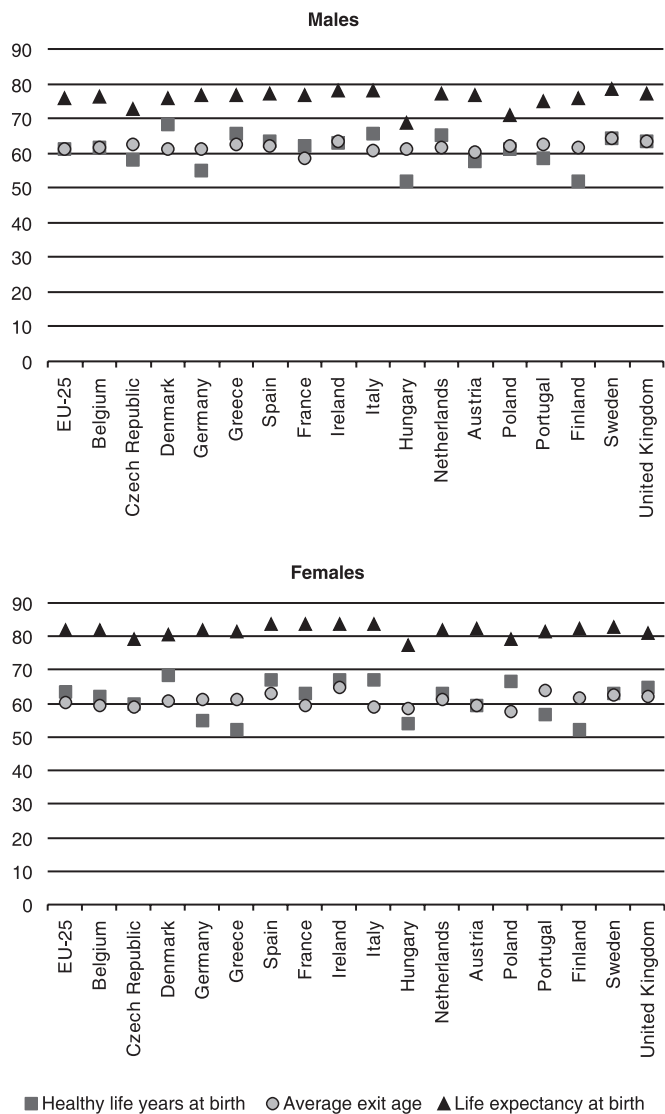 Males
90
80
70
60
50
40
30
20
10
0
EU-25
Belgium
Czech Republic
Denmark
Germany
Greece
Spain
France
Ireland
Italy
Hungary
Netherlands
Austria
Poland
Portugal
Finland
Sweden
United Kingdom
Females
90
80
70
60
50
40
30
20
10
0
EU-25
Belgium
Czech Republic
Denmark
Germany
Greece
Spain
France
Ireland
Italy
Hungary
Netherlands
Austria
Poland
Portugal
Finland
Sweden
United Kingdom
Healthy life years at birth Average exit age Life expectancy at birth